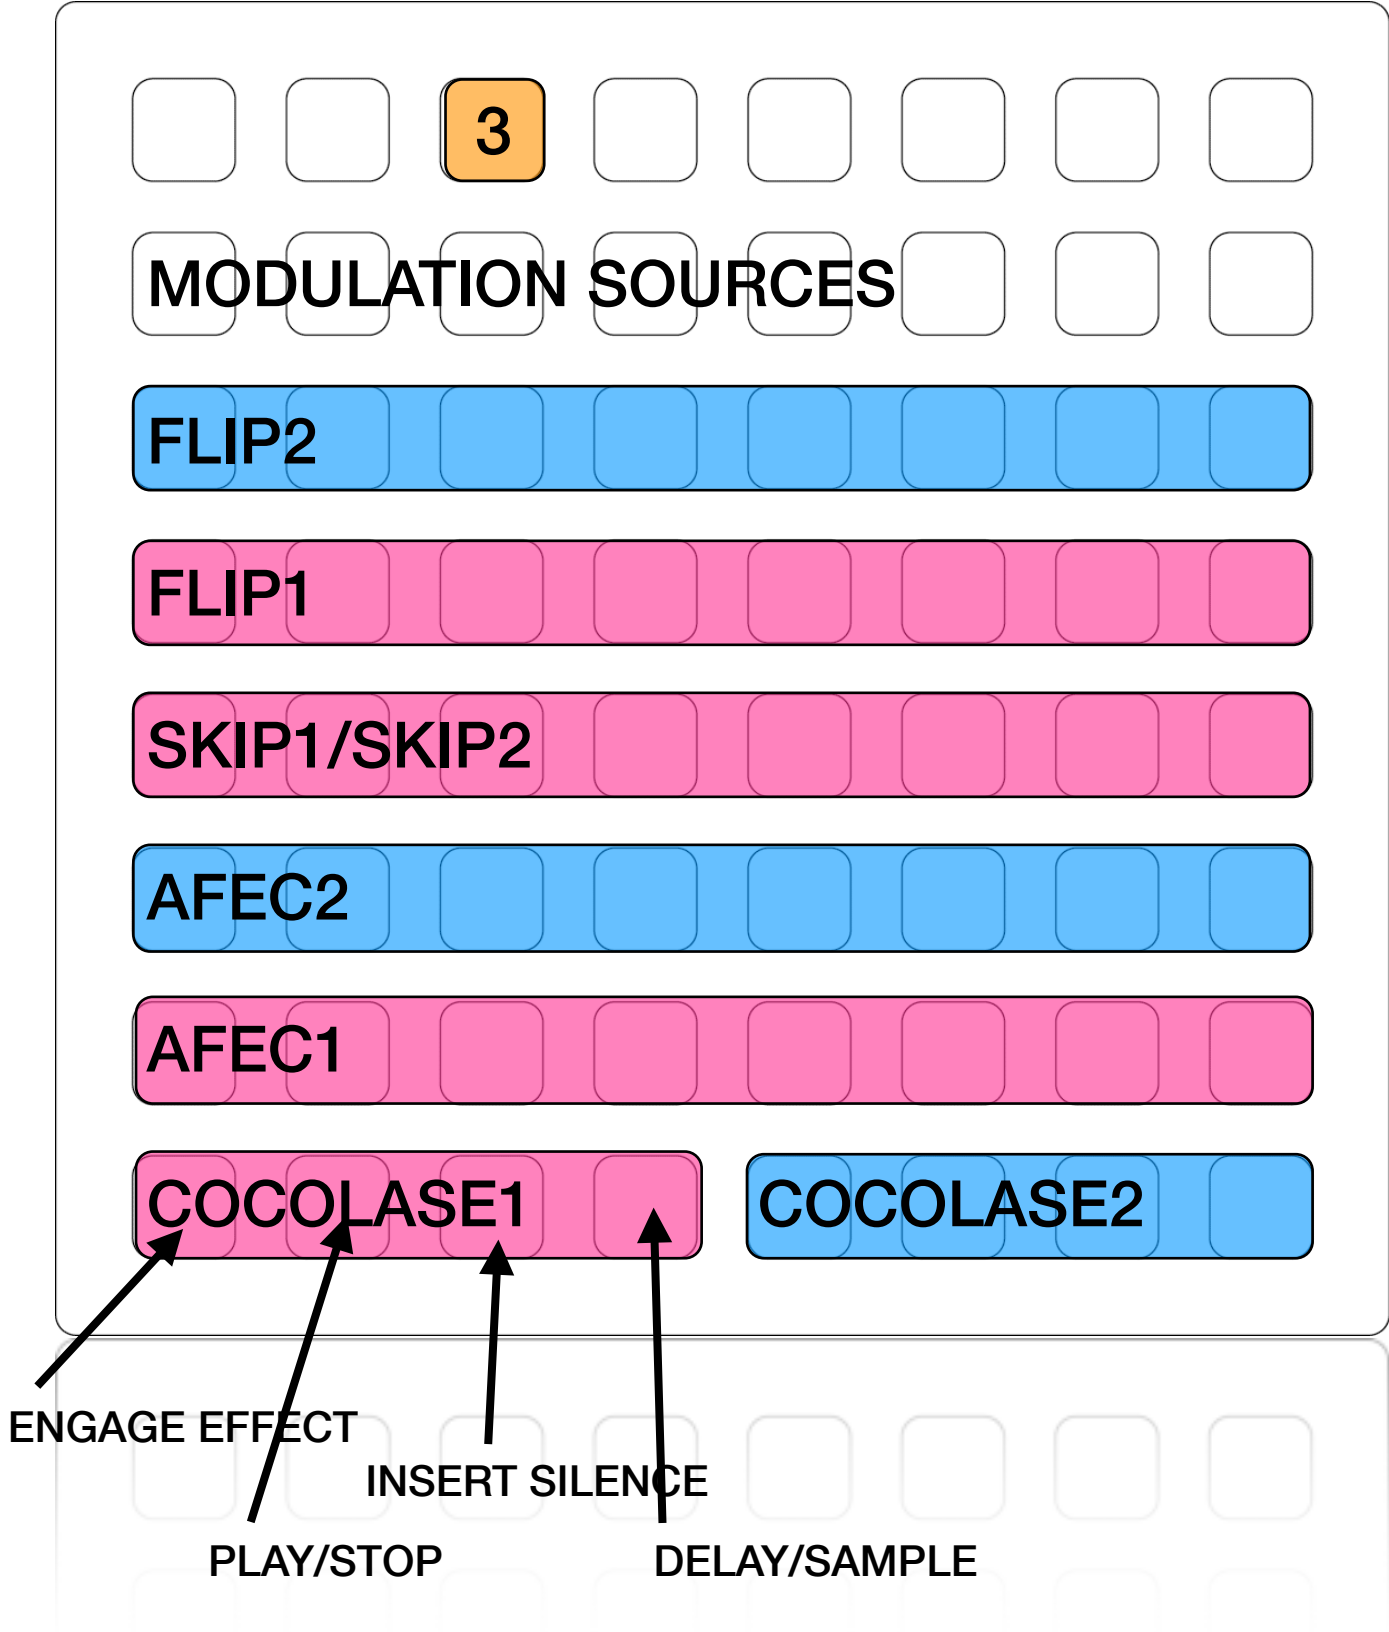 3
MODULATION SOURCES
FLIP2
FLIP1
SKIP1/SKIP2
AFEC2
AFEC1
COCOLASE1 COCOLASE2
ENGAGE EFFECT
INSERT SILENCE
PLAY/STOP DELAY/SAMPLE